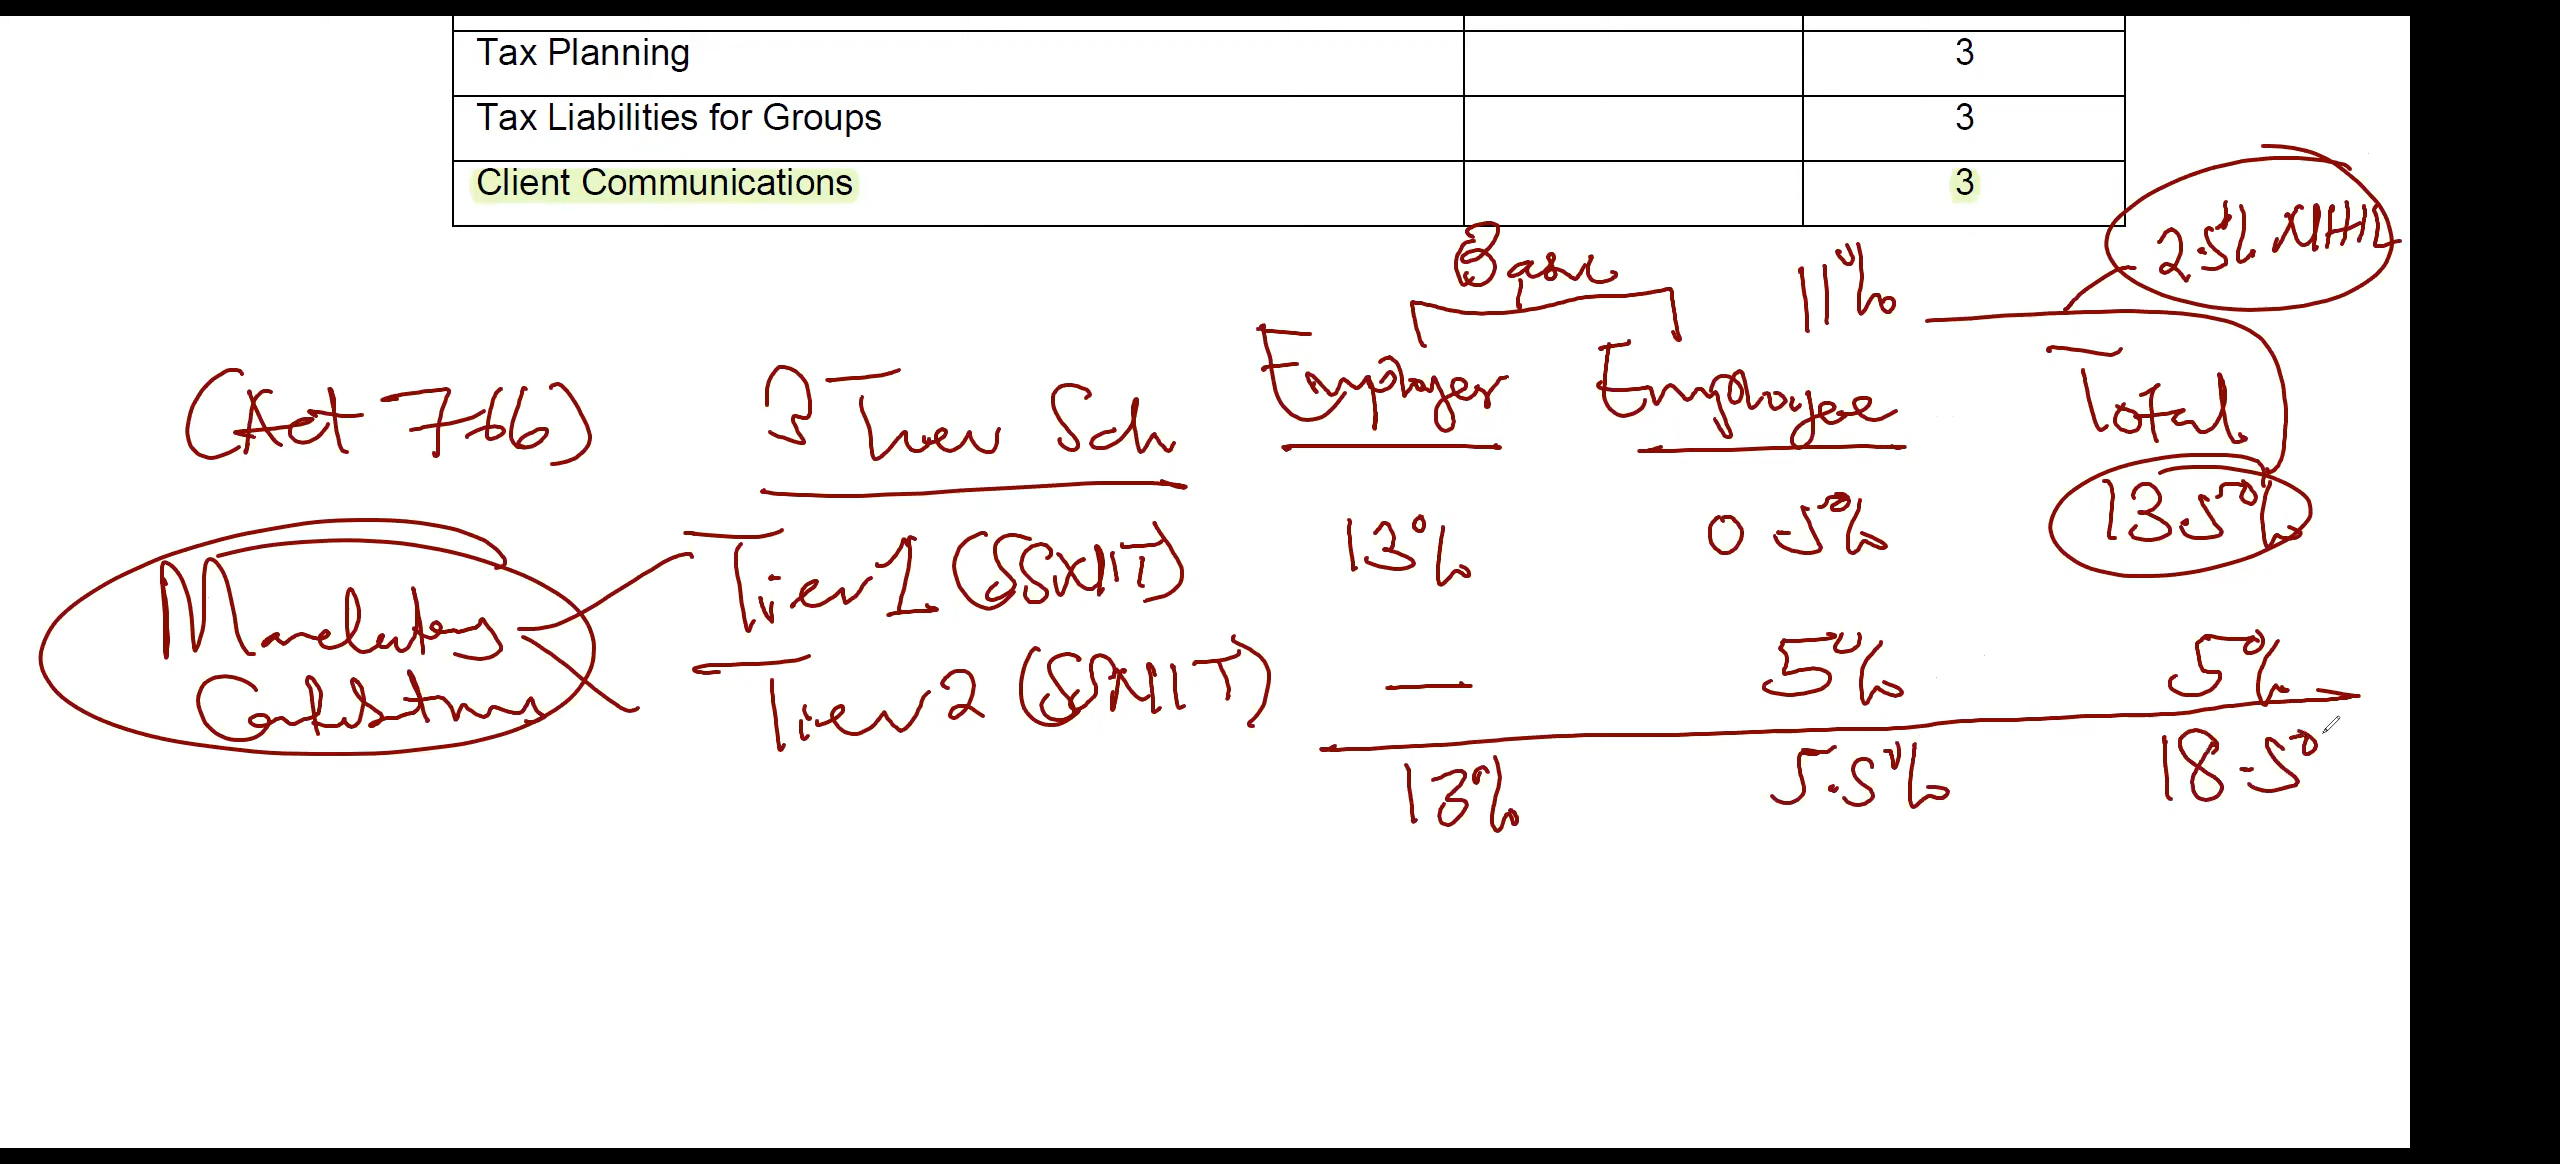 Tax Planning 3
Tax Liabilities for Groups 3
Client Communications 3
2.5% NHIL
Basic 11%
(Act 766) 3 Tier Sch Employer Employee Total
Tier 1 (SSNIT) 13% 0.5% 13.5%
Mandatory
Tier 2 (SSNIT) — 5% 5%
13% 5.5% 18.5%